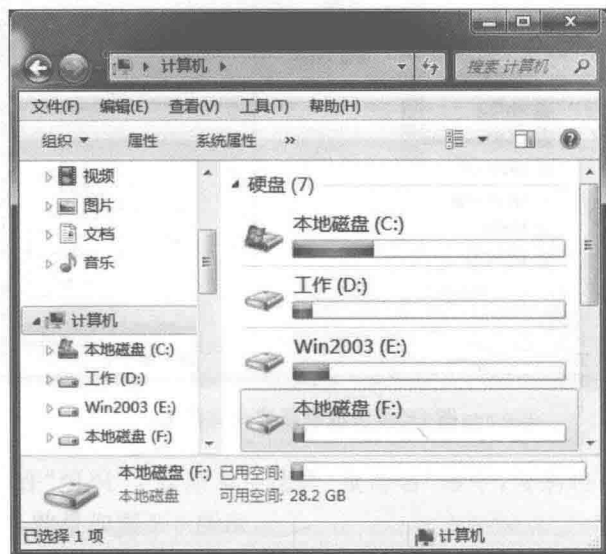 计算机
搜索 计算机
文件(F) 编辑(E) 查看(V) 工具(T) 帮助(H)
组织 属性 系统属性 »
视频
图片
文档
音乐
计算机
本地磁盘 (C:)
工作 (D:)
Win2003 (E:)
本地磁盘 (F:)
硬盘 (7)
本地磁盘 (C:)
工作 (D:)
Win2003 (E:)
本地磁盘 (F:)
本地磁盘 (F:) 已用空间:
本地磁盘 可用空间: 28.2 GB
已选择 1 项 计算机